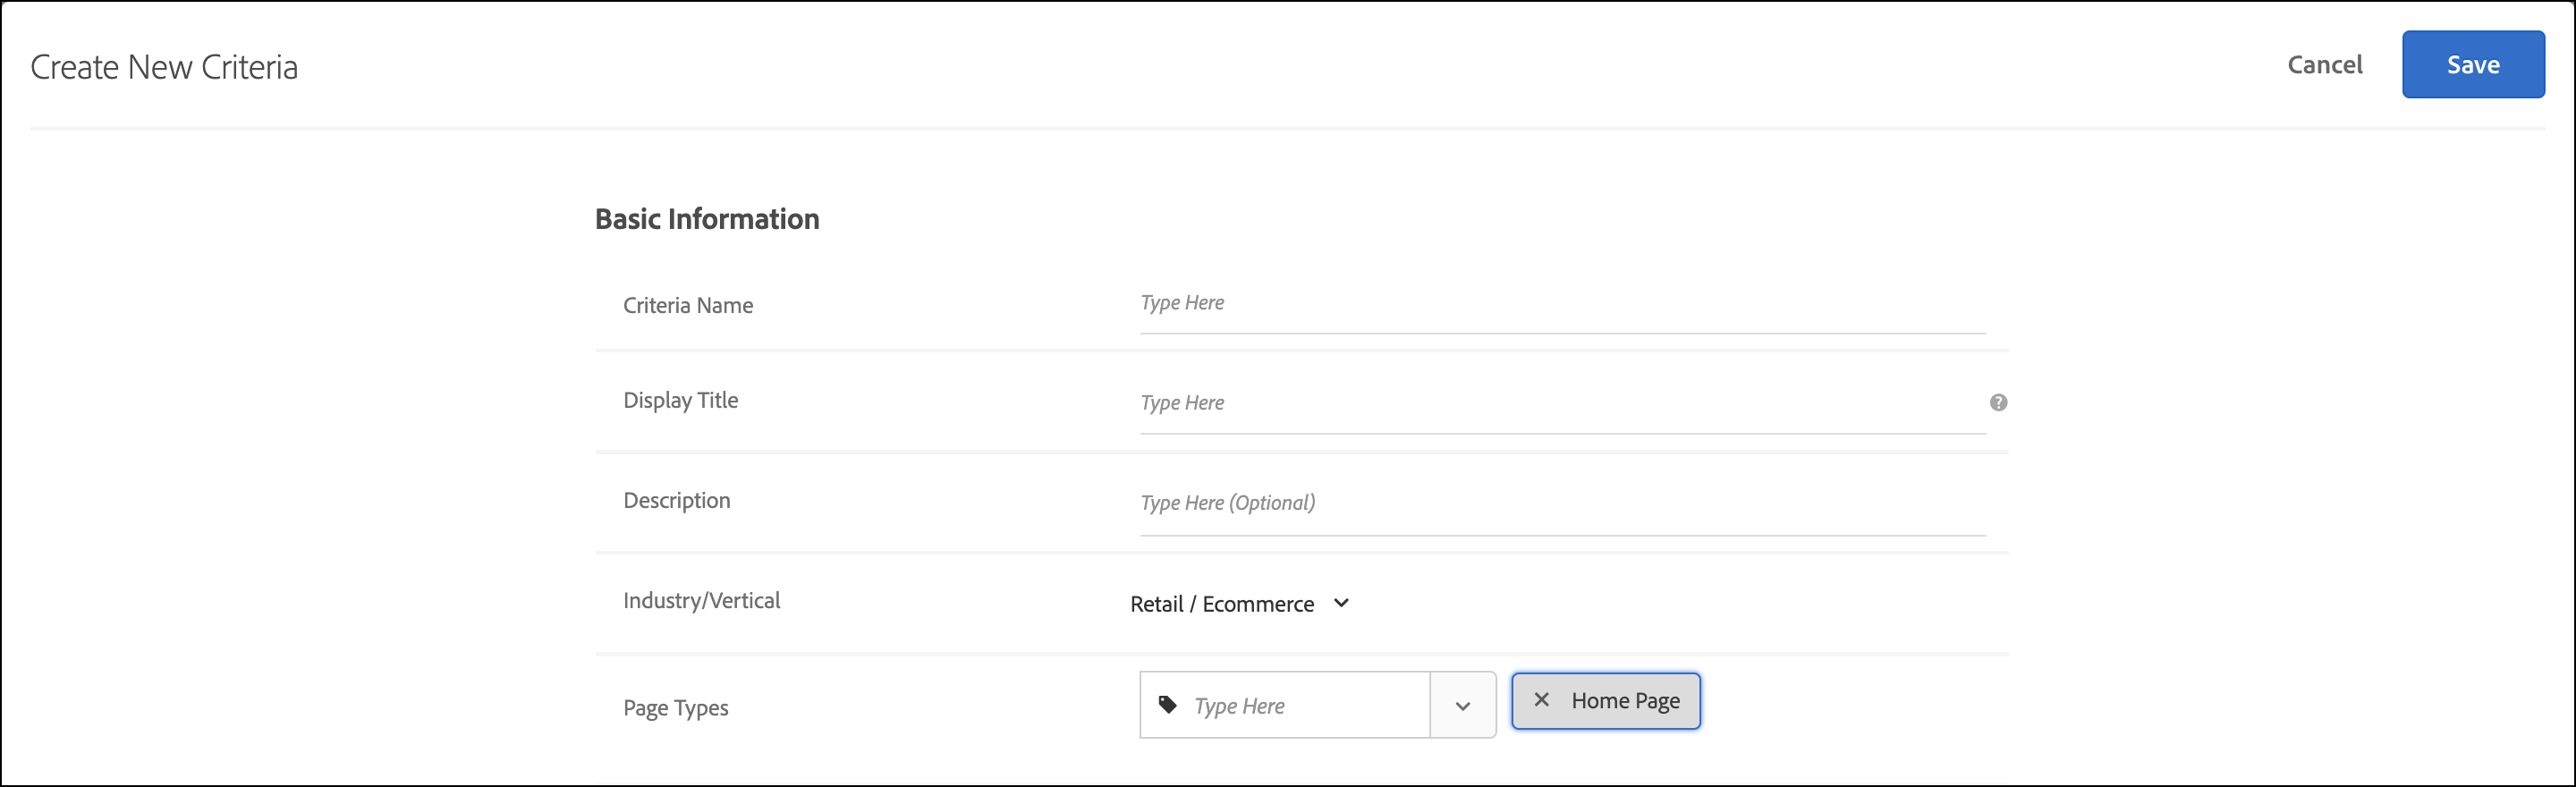 Create New Criteria
Cancel
Save
Basic Information
Criteria Name
Type Here
Display Title
Type Here
?
Description
Type Here (Optional)
Industry/Vertical
Retail / Ecommerce
Page Types
Type Here
Home Page